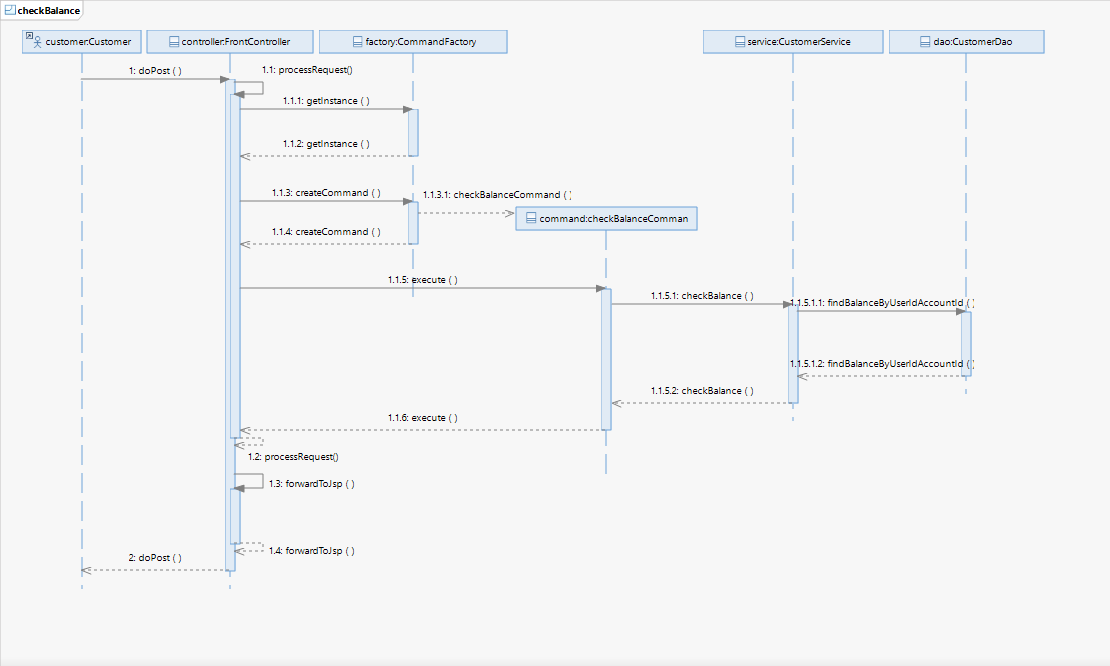 checkBalance
customer:Customer
controller:FrontController
factory:CommandFactory
service:CustomerService
dao:CustomerDao
1: doPost ( )
1.1: processRequest()
1.1.1: getInstance ( )
1.1.2: getInstance ( )
1.1.3: createCommand ( )
1.1.3.1: checkBalanceCommand ( )
command:checkBalanceComman
1.1.4: createCommand ( )
1.1.5: execute ( )
1.1.5.1: checkBalance ( )
1.1.5.1.1: findBalanceByUserIdAccountId ( )
1.1.5.1.2: findBalanceByUserIdAccountId ( )
1.1.5.2: checkBalance ( )
1.1.6: execute ( )
1.2: processRequest()
1.3: forwardToJsp ( )
1.4: forwardToJsp ( )
2: doPost ( )